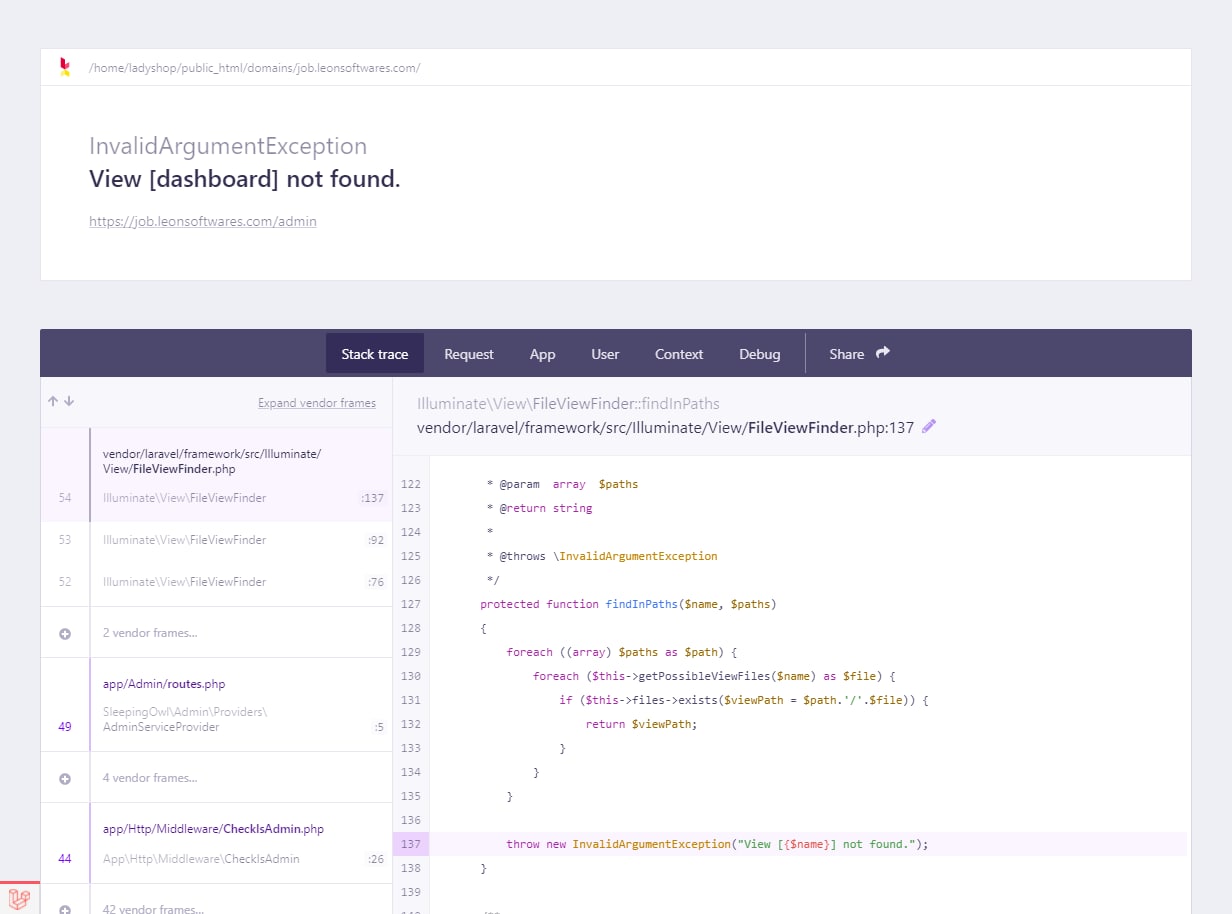 /home/ladyshop/public_html/domains/job.leonsoftwares.com/
InvalidArgumentException
View [dashboard] not found.
https://job.leonsoftwares.com/admin
Stack trace
Request
App
User
Context
Debug
Share
Expand vendor frames
vendor/laravel/framework/src/Illuminate/
View/FileViewFinder.php
54 Illuminate\View\FileViewFinder :137
53 Illuminate\View\FileViewFinder :92
52 Illuminate\View\FileViewFinder :76
2 vendor frames...
app/Admin/routes.php
SleepingOwl\Admin\Providers\
49 AdminServiceProvider :5
4 vendor frames...
app/Http/Middleware/CheckIsAdmin.php
44 App\Http\Middleware\CheckIsAdmin :26
42 vendor frames...
Illuminate\View\FileViewFinder::findInPaths
vendor/laravel/framework/src/Illuminate/View/FileViewFinder.php:137
122 * @param  array  $paths
123 * @return string
124 *
125 * @throws \InvalidArgumentException
126 */
127 protected function findInPaths($name, $paths)
128 {
129 foreach ((array) $paths as $path) {
130 foreach ($this->getPossibleViewFiles($name) as $file) {
131 if ($this->files->exists($viewPath = $path.'/'.$file)) {
132 return $viewPath;
133 }
134 }
135 }
136
137 throw new InvalidArgumentException("View [{$name}] not found.");
138 }
139